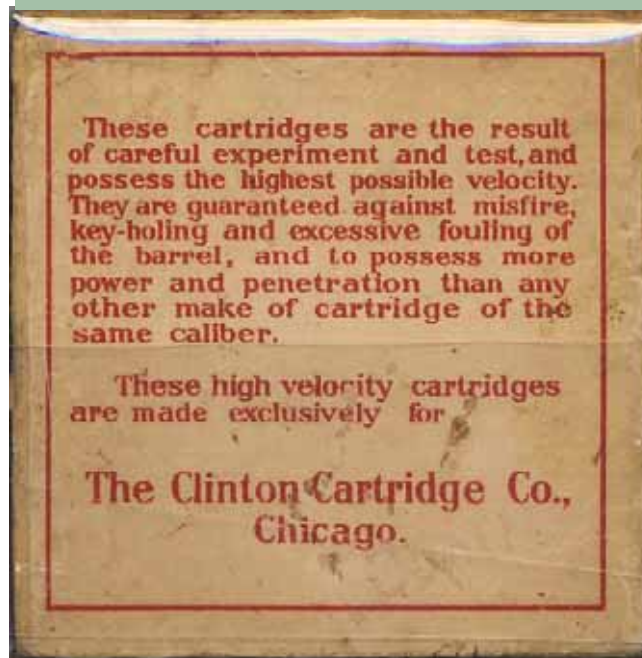 These cartridges are the result
of careful experiment and test, and
possess the highest possible velocity.
They are guaranteed against misfire,
key-holing and excessive fouling of
the barrel, and to possess more
power and penetration than any
other make of cartridge of the
same caliber.
These high velocity cartridges
are made exclusively for
The Clinton Cartridge Co.,
Chicago.